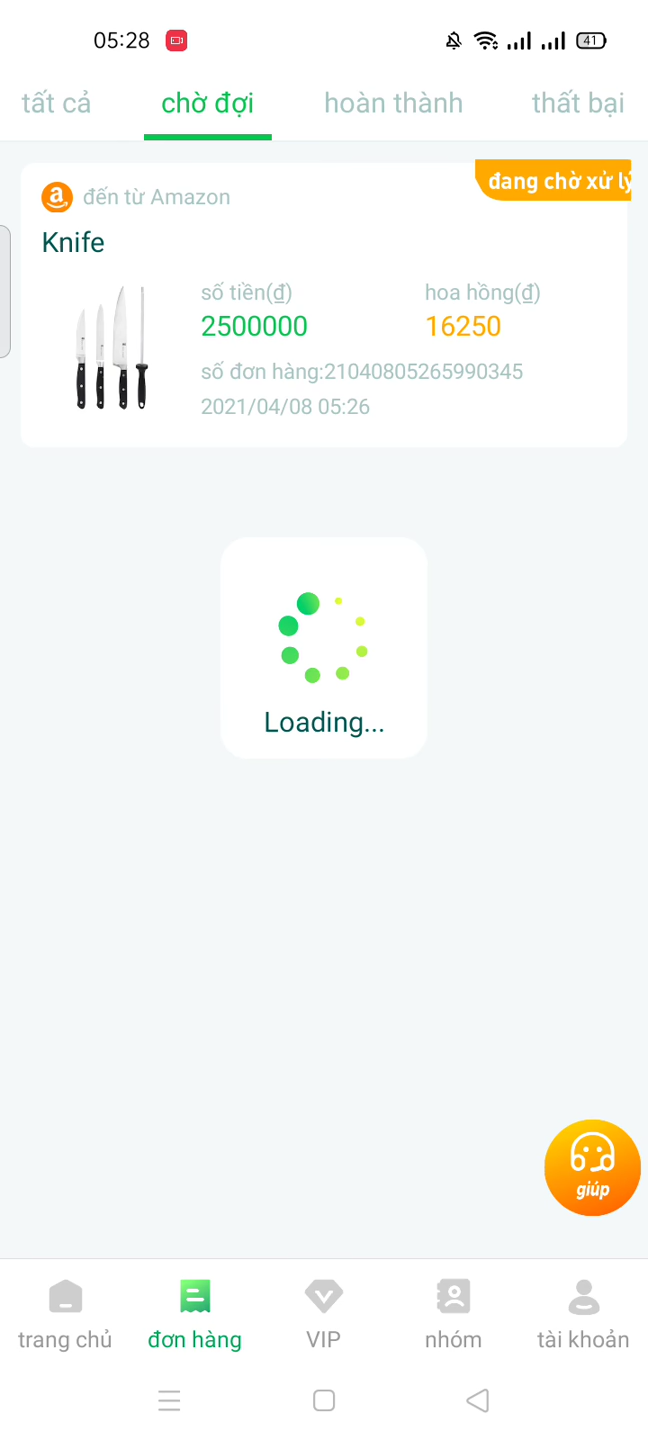 05:28
41
tất cả
chờ đợi
hoàn thành
thất bại
a đến từ Amazon
đang chờ xử lý
Knife
số tiền(₫)
hoa hồng(₫)
2500000
16250
số đơn hàng:21040805265990345
2021/04/08 05:26
Loading...
giúp
trang chủ
đơn hàng
VIP
nhóm
tài khoản